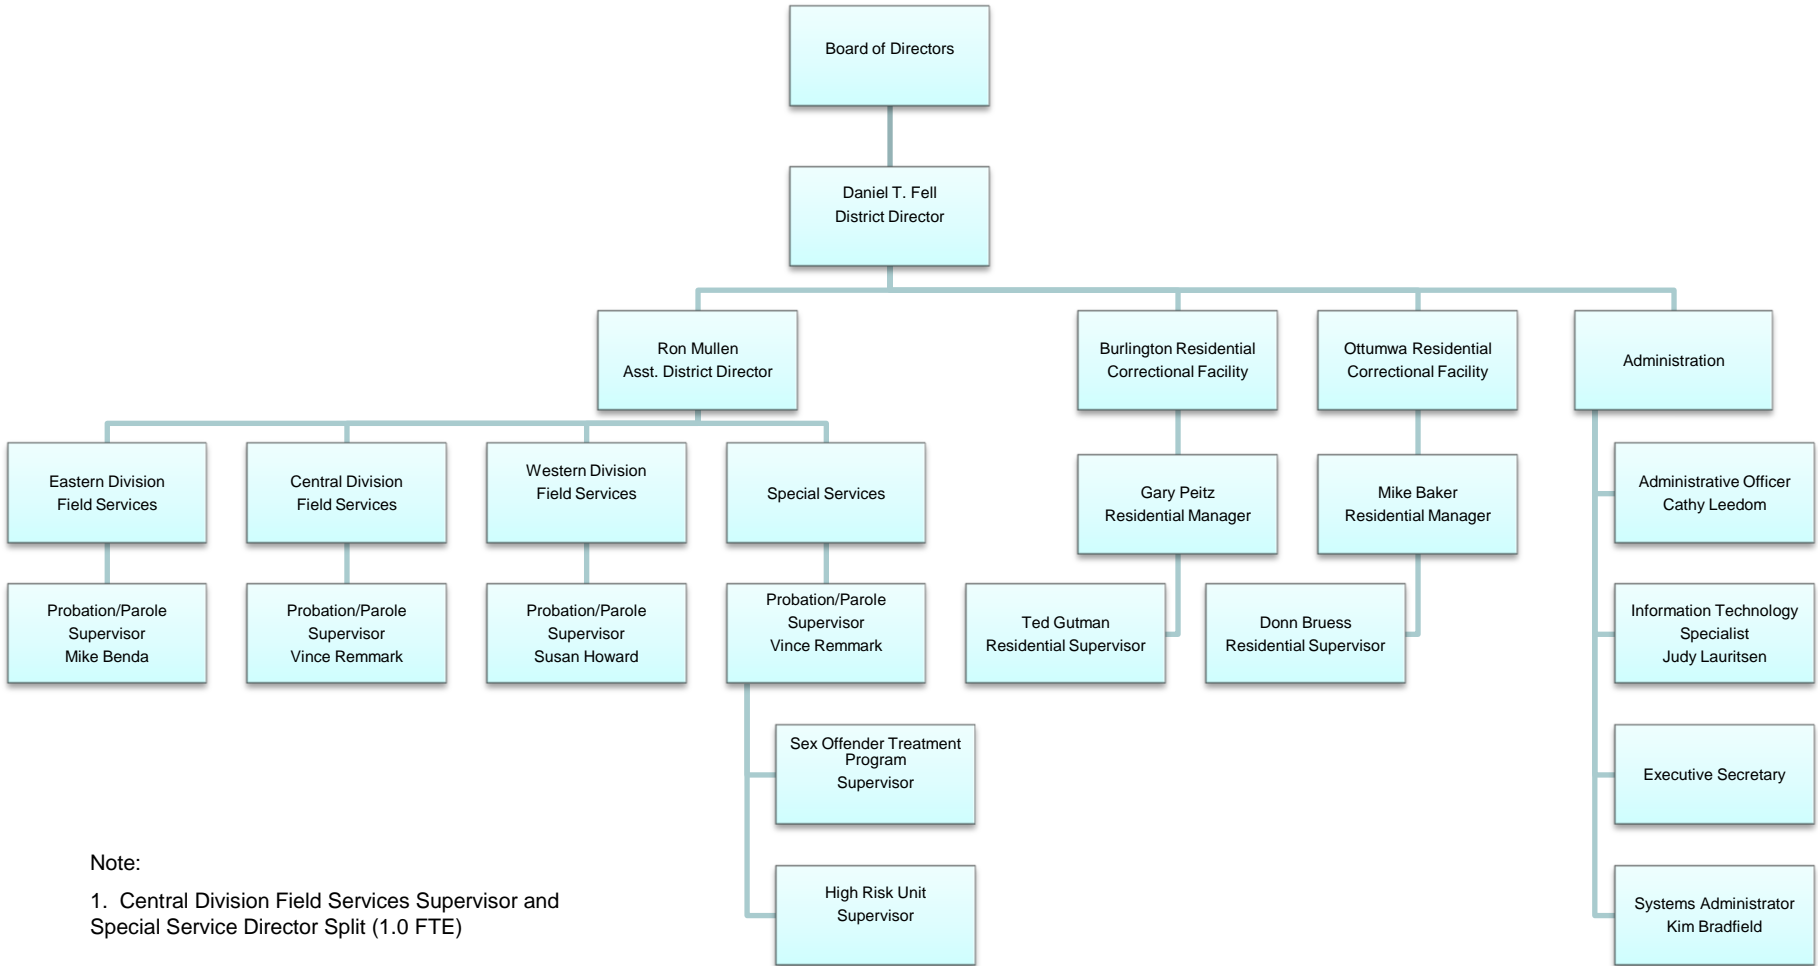 Board of Directors
Daniel T. Fell
District Director
Ron Mullen
Asst. District Director
Burlington Residential
Correctional Facility
Ottumwa Residential
Correctional Facility
Administration
Eastern Division
Field Services
Central Division
Field Services
Western Division
Field Services
Special Services
Gary Peitz
Residential Manager
Mike Baker
Residential Manager
Administrative Officer
Cathy Leedom
Probation/Parole
Supervisor
Mike Benda
Probation/Parole
Supervisor
Vince Remmark
Probation/Parole
Supervisor
Susan Howard
Probation/Parole
Supervisor
Vince Remmark
Ted Gutman
Residential Supervisor
Donn Bruess
Residential Supervisor
Information Technology
Specialist
Judy Lauritsen
Sex Offender Treatment
Program
Supervisor
Executive Secretary
High Risk Unit
Supervisor
Systems Administrator
Kim Bradfield
Note:
1. Central Division Field Services Supervisor and
Special Service Director Split (1.0 FTE)